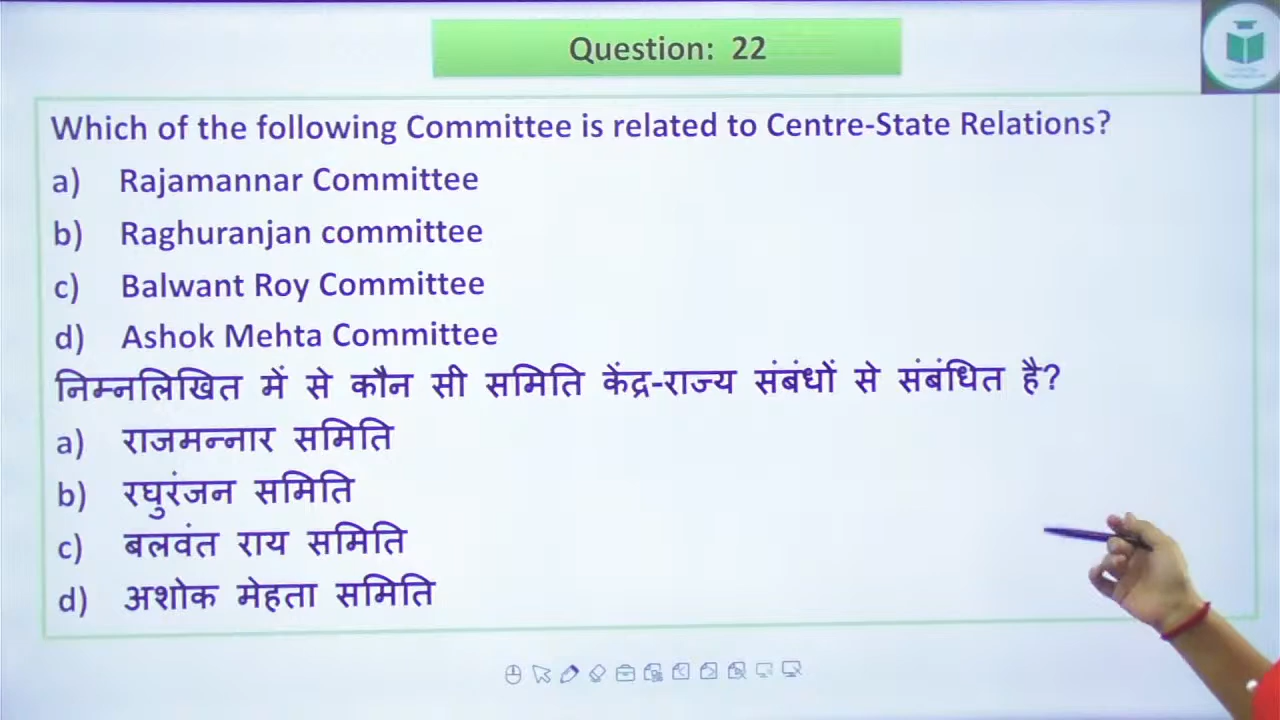 Question: 22
Which of the following Committee is related to Centre-State Relations?
a) Rajamannar Committee
b) Raghuranjan committee
c) Balwant Roy Committee
d) Ashok Mehta Committee
निम्नलिखित में से कौन सी समिति केंद्र-राज्य संबंधों से संबंधित है?
a) राजमन्नार समिति
b) रघुरंजन समिति
c) बलवंत राय समिति
d) अशोक मेहता समिति